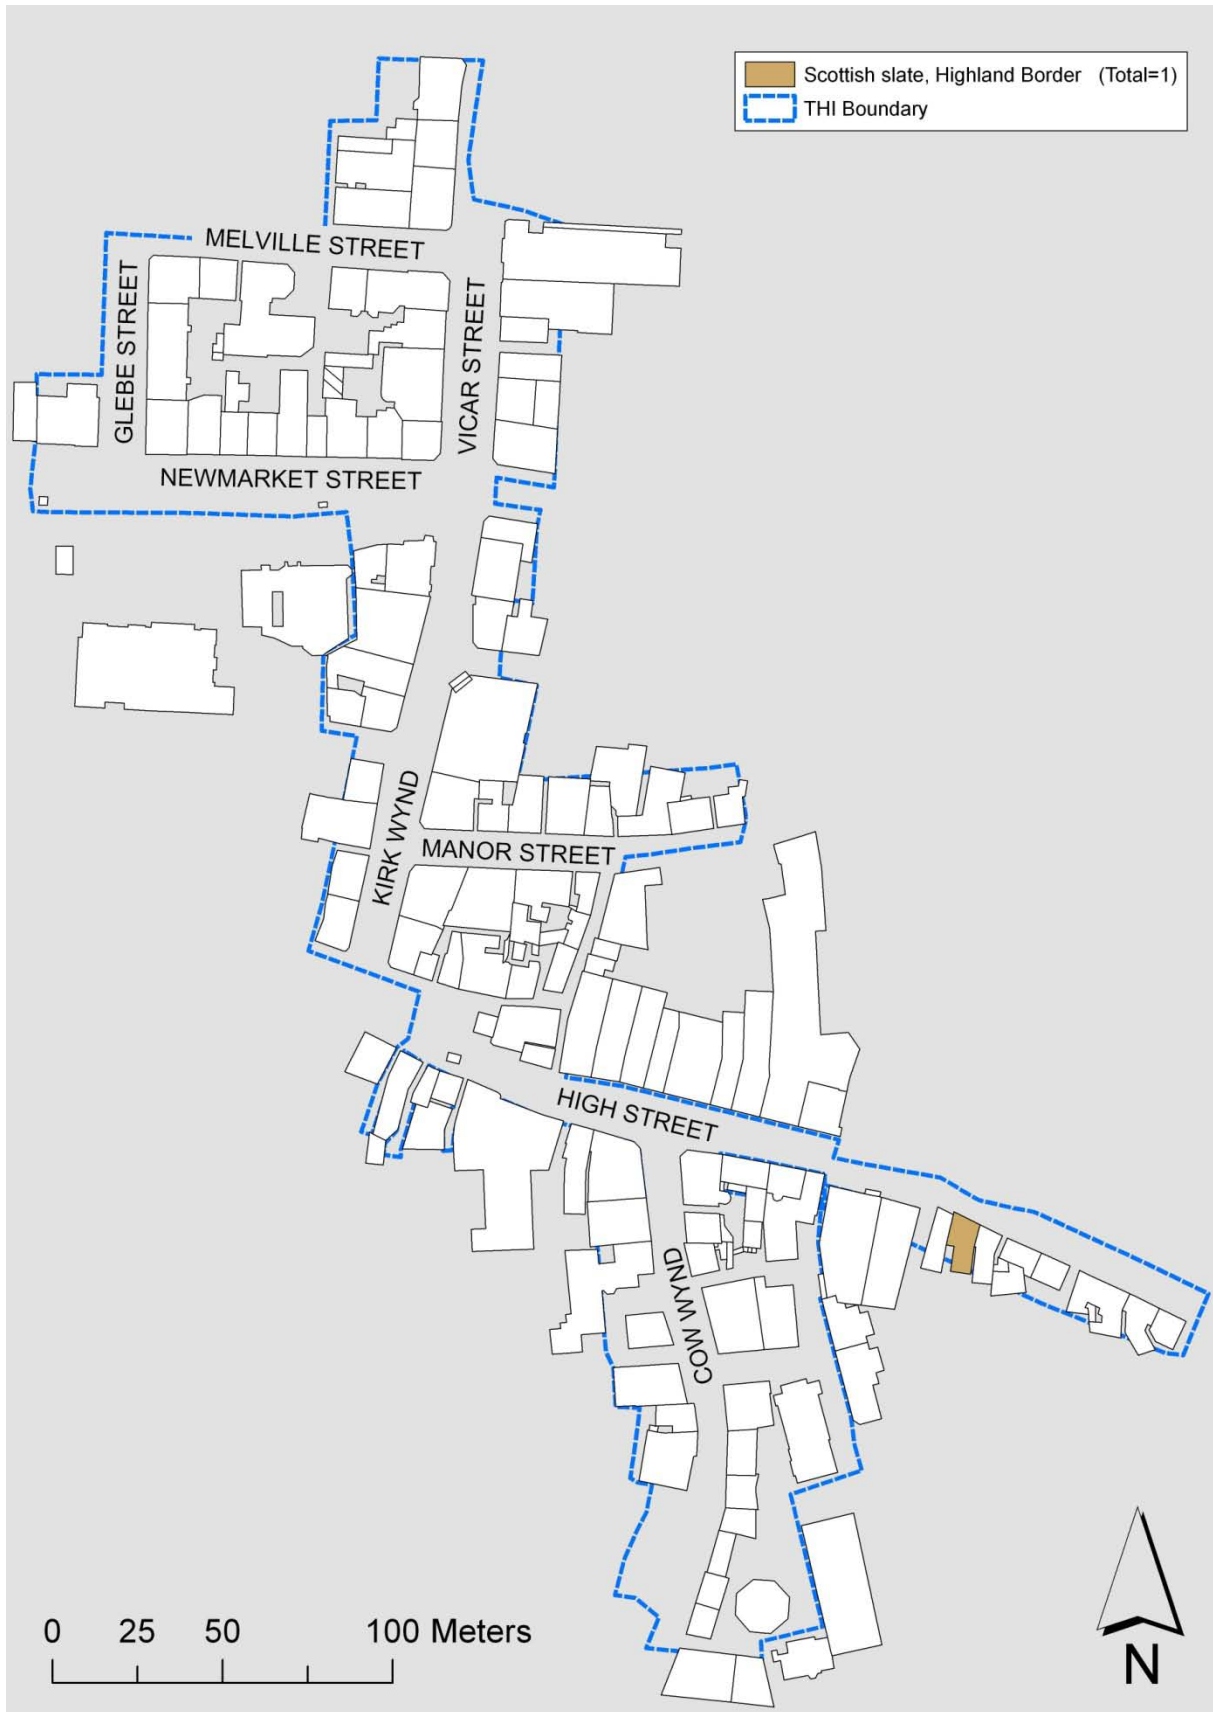 Scottish slate, Highland Border (Total=1)
THI Boundary
MELVILLE STREET
GLEBE STREET
VICAR STREET
NEWMARKET STREET
KIRK WYND
MANOR STREET
HIGH STREET
COW WYND
0 25 50 100 Meters
N